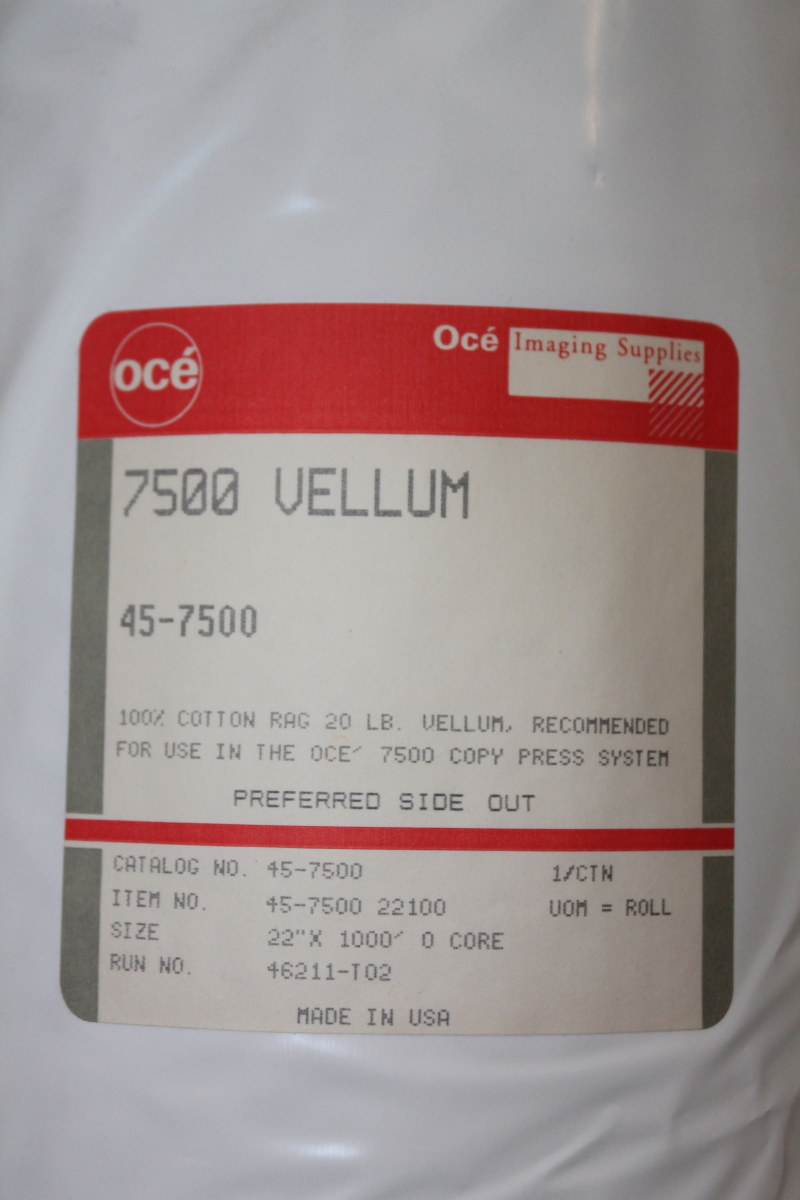 océ
Océ Imaging Supplies
7500 VELLUM
45-7500
100% COTTON RAG 20 LB. VELLUM, RECOMMENDED
FOR USE IN THE OCE´ 7500 COPY PRESS SYSTEM
PREFERRED SIDE OUT
CATALOG NO. 45-7500 1/CTN
ITEM NO. 45-7500 22100 UOM = ROLL
SIZE 22"X 1000´ O CORE
RUN NO. 46211-T02
MADE IN USA